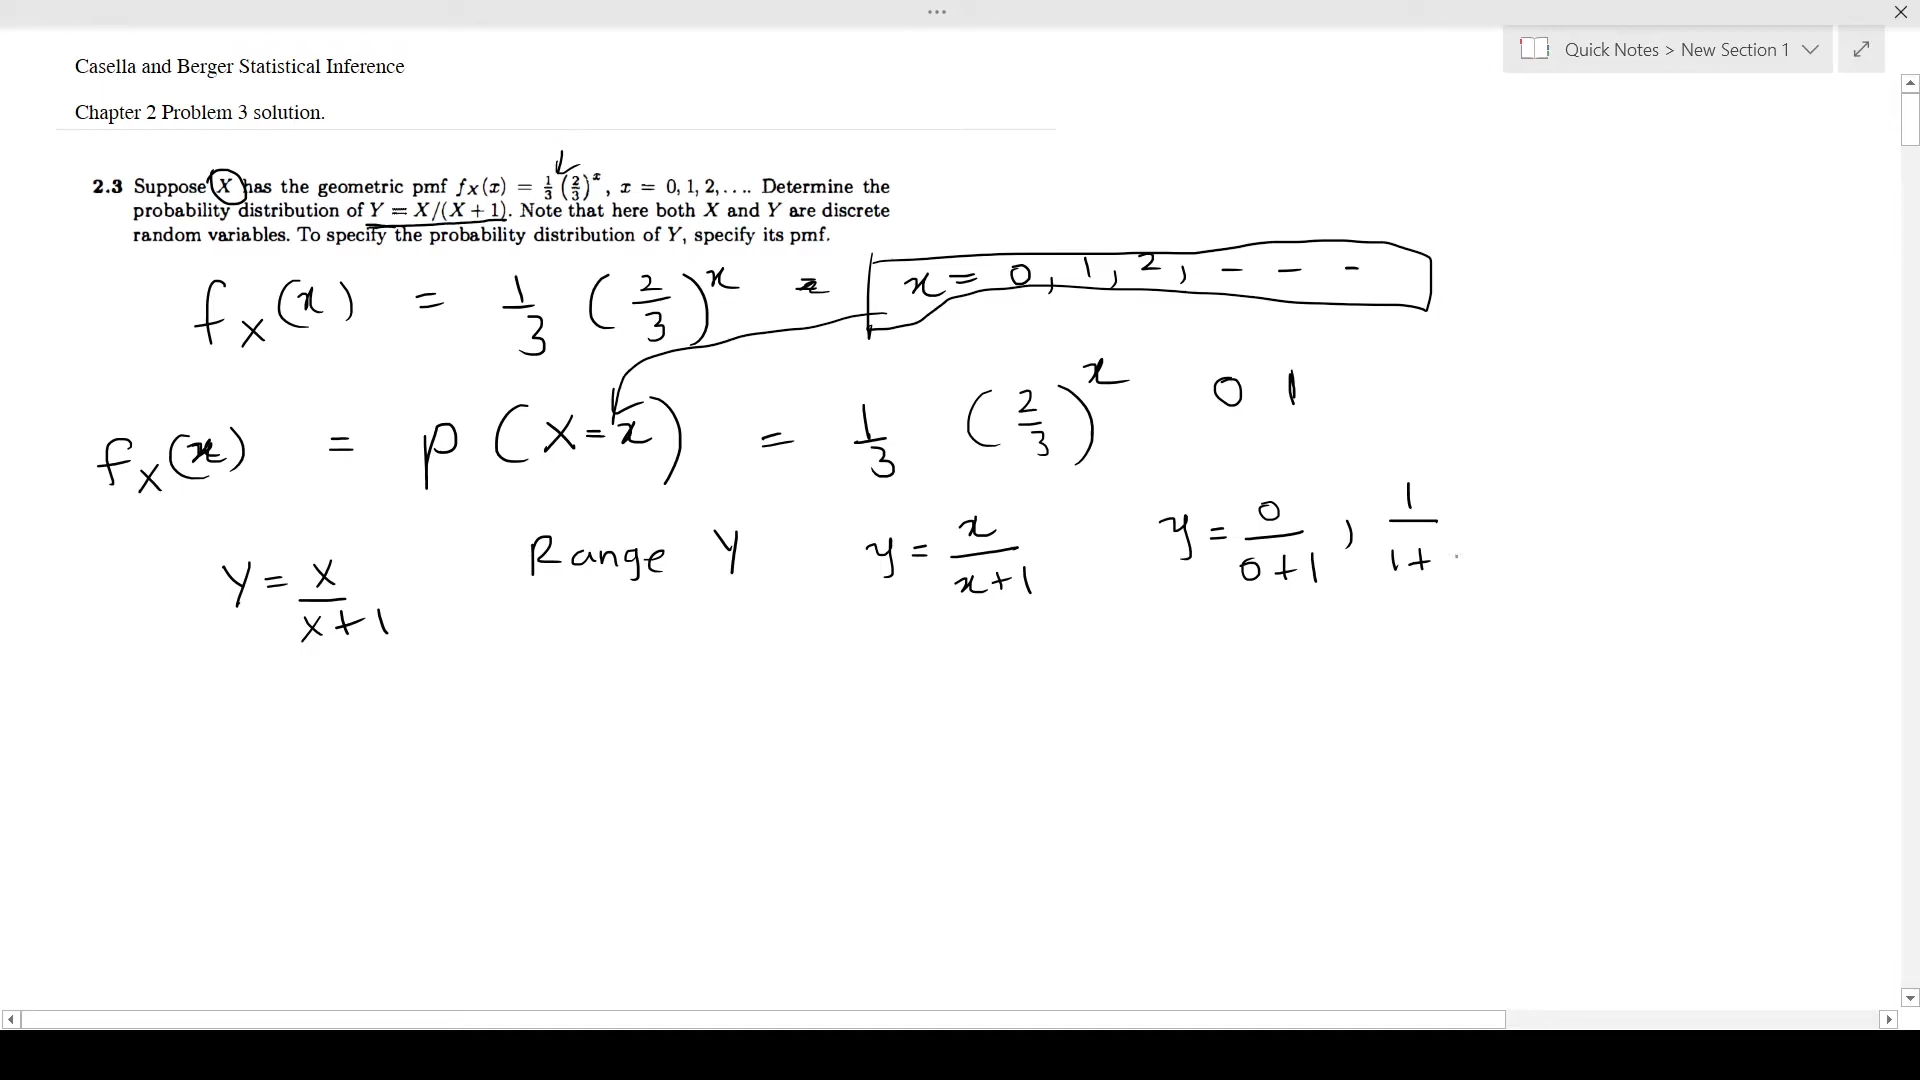 Quick Notes > New Section 1
Casella and Berger Statistical Inference
Chapter 2 Problem 3 solution.
2.3 Suppose X has the geometric pmf f_X(x) = 1/3 (2/3)^x, x = 0, 1, 2, .... Determine the
probability distribution of Y = X/(X + 1). Note that here both X and Y are discrete
random variables. To specify the probability distribution of Y, specify its pmf.
f_X(x) = 1/3 (2/3)^x - x = 0, 1, 2, - - -
f_X(x) = P(X = x) = 1/3 (2/3)^x 0 1
Y = X/(X+1) Range Y y = x/(x+1) y = 0/(0+1), 1/(1+